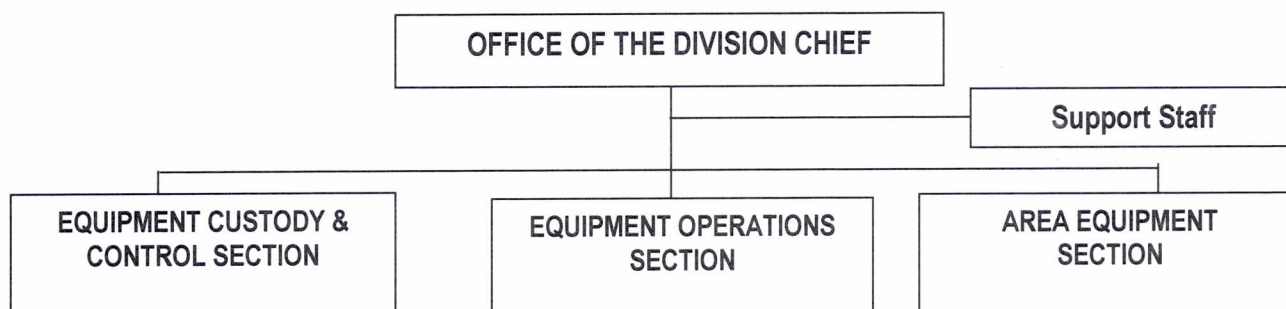 OFFICE OF THE DIVISION CHIEF
Support Staff
EQUIPMENT CUSTODY &
CONTROL SECTION
EQUIPMENT OPERATIONS
SECTION
AREA EQUIPMENT
SECTION